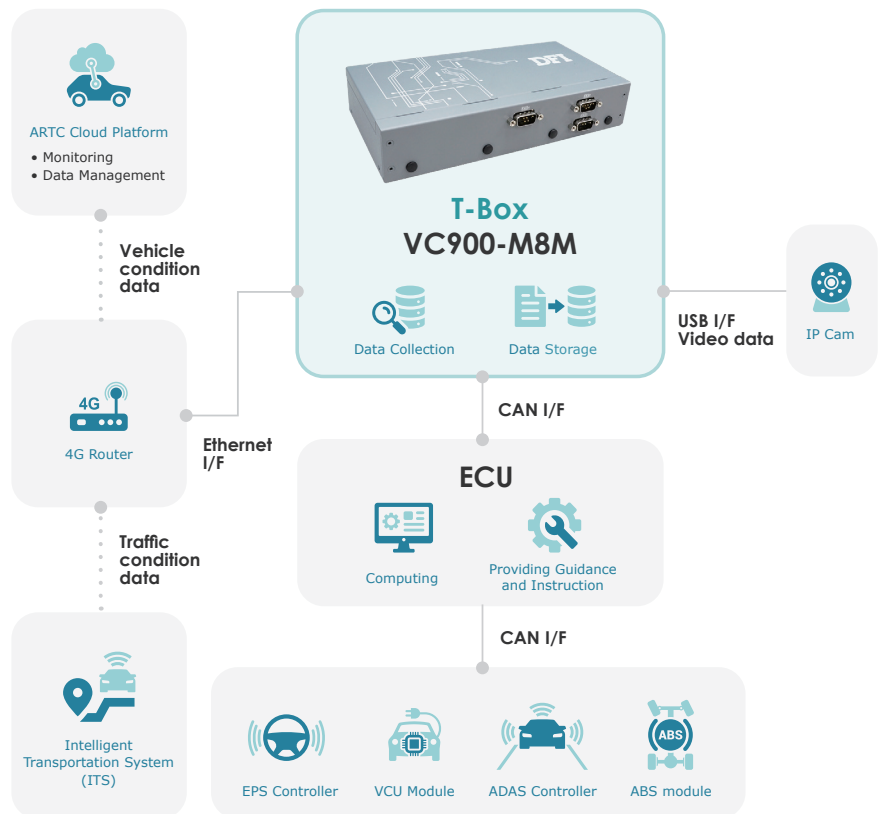 ARTC Cloud Platform
• Monitoring
• Data Management
Vehicle
condition
data
4G
4G Router
Ethernet
I/F
Traffic
condition
data
Intelligent
Transportation System
(ITS)
DFI
T-Box
VC900-M8M
Data Collection
Data Storage
USB I/F
Video data
IP Cam
CAN I/F
ECU
Computing
Providing Guidance
and Instruction
CAN I/F
EPS Controller
VCU Module
ADAS Controller
ABS
ABS module